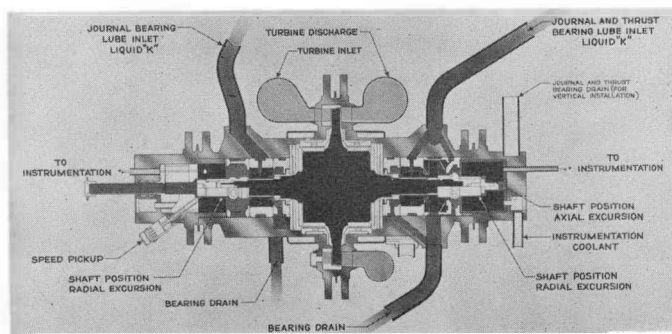 JOURNAL BEARING
LUBE INLET
LIQUID "K"
TURBINE DISCHARGE
TURBINE INLET
JOURNAL AND THRUST
BEARING LUBE INLET
LIQUID "K"
JOURNAL AND THRUST
BEARING DRAIN (FOR
VERTICAL INSTALLATION)
TO
INSTRUMENTATION
TO
INSTRUMENTATION
SHAFT POSITION
AXIAL EXCURSION
SPEED PICKUP
INSTRUMENTATION
COOLANT
SHAFT POSITION
RADIAL EXCURSION
SHAFT POSITION
RADIAL EXCURSION
BEARING DRAIN
BEARING DRAIN